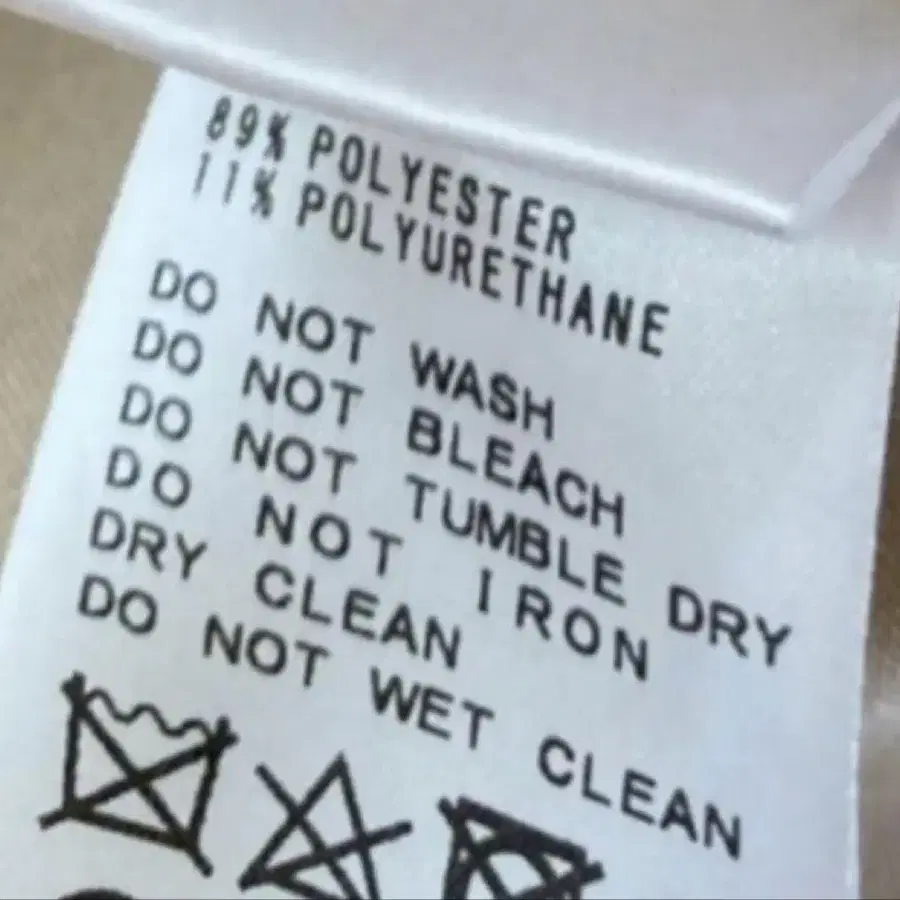 89% POLYESTER
11% POLYURETHANE
DO NOT WASH
DO NOT BLEACH
DO NOT TUMBLE DRY
DO NOT IRON
DRY CLEAN
DO NOT WET CLEAN